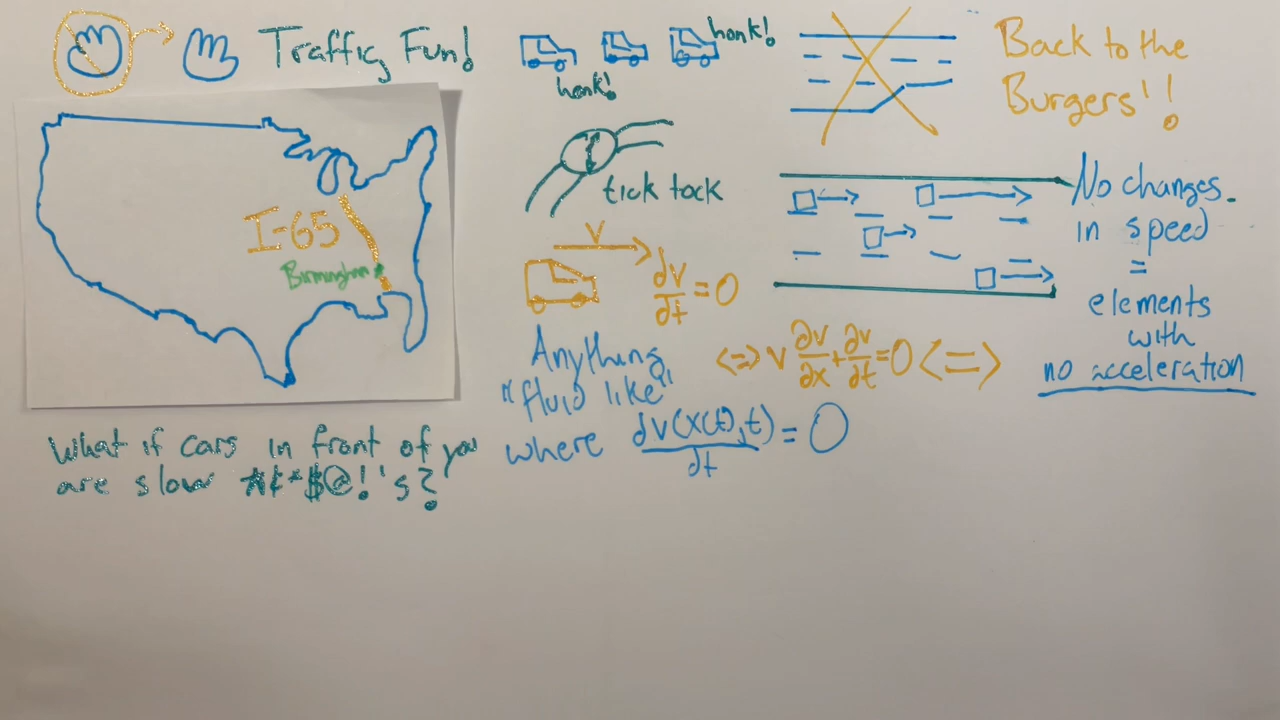 Traffic Fun!
honk!
honk!
Back to the
Burgers'!!
I-65
Birmingham
tick tock
No changes.
in speed
=
elements
with
no acceleration
V
dv/dt = 0
<=> v ∂v/∂x + ∂v/∂t = 0 <=>
Anything
"fluid like"
where dv(x(t),t)/dt = 0
What if cars in front of you
are slow *¢*$@!'s?